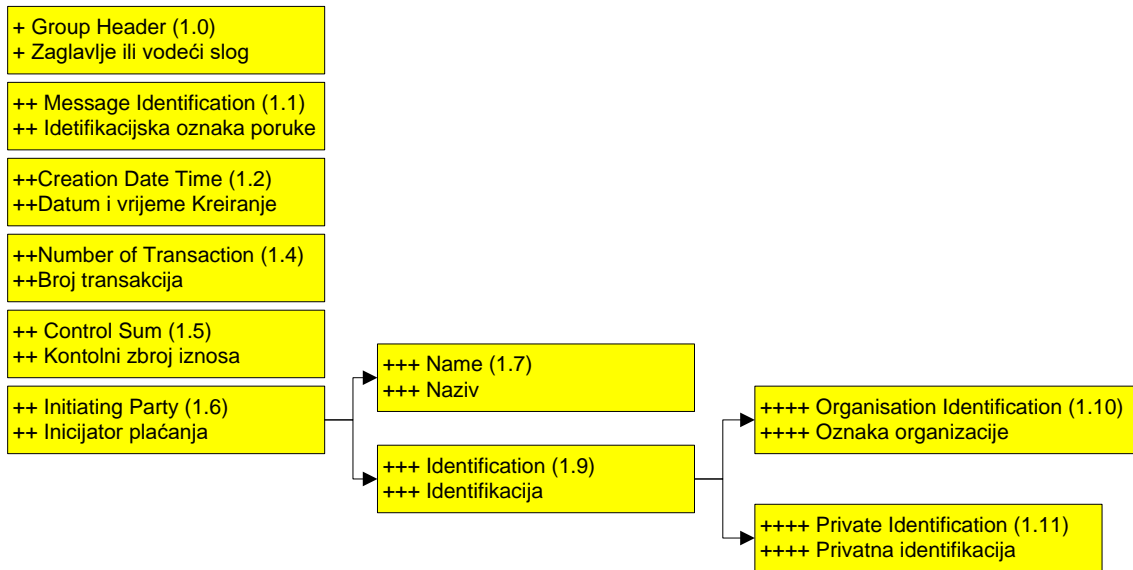 + Group Header (1.0)
+ Zaglavlje ili vodeći slog
++ Message Identification (1.1)
++ Idetifikacijska oznaka poruke
++Creation Date Time (1.2)
++Datum i vrijeme Kreiranje
++Number of Transaction (1.4)
++Broj transakcija
++ Control Sum (1.5)
++ Kontolni zbroj iznosa
++ Initiating Party (1.6)
++ Inicijator plaćanja
+++ Name (1.7)
+++ Naziv
+++ Identification (1.9)
+++ Identifikacija
++++ Organisation Identification (1.10)
++++ Oznaka organizacije
++++ Private Identification (1.11)
++++ Privatna identifikacija